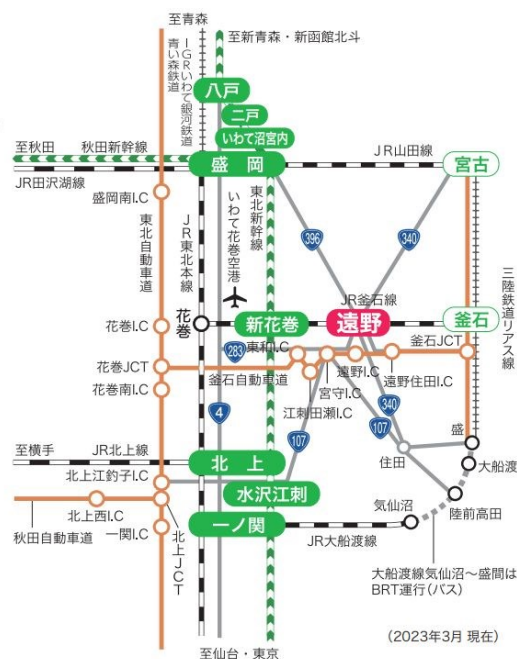 至青森
至新青森・新函館北斗
IGRいわて銀河鉄道
青い森鉄道
八戸
二戸
いわて沼宮内
至秋田
秋田新幹線
JR田沢湖線
盛岡
JR山田線
宮古
盛岡南I.C
東北自動車道
JR東北本線
いわて花巻空港
東北新幹線
396
340
三陸鉄道リアス線
花巻
花巻I.C
新花巻
JR釜石線
遠野
釜石
283
東和I.C
釜石JCT
花巻JCT
釜石自動車道
宮守I.C
遠野I.C
遠野住田I.C
花巻南I.C
江刺田瀬I.C
4
107
340
107
至横手
JR北上線
北上
住田
盛
大船渡
北上江釣子I.C
水沢江刺
気仙沼
陸前高田
北上西I.C
秋田自動車道
一関I.C
北上JCT
一ノ関
JR大船渡線
大船渡線気仙沼〜盛間は
BRT運行(バス)
至仙台・東京
(2023年3月 現在)